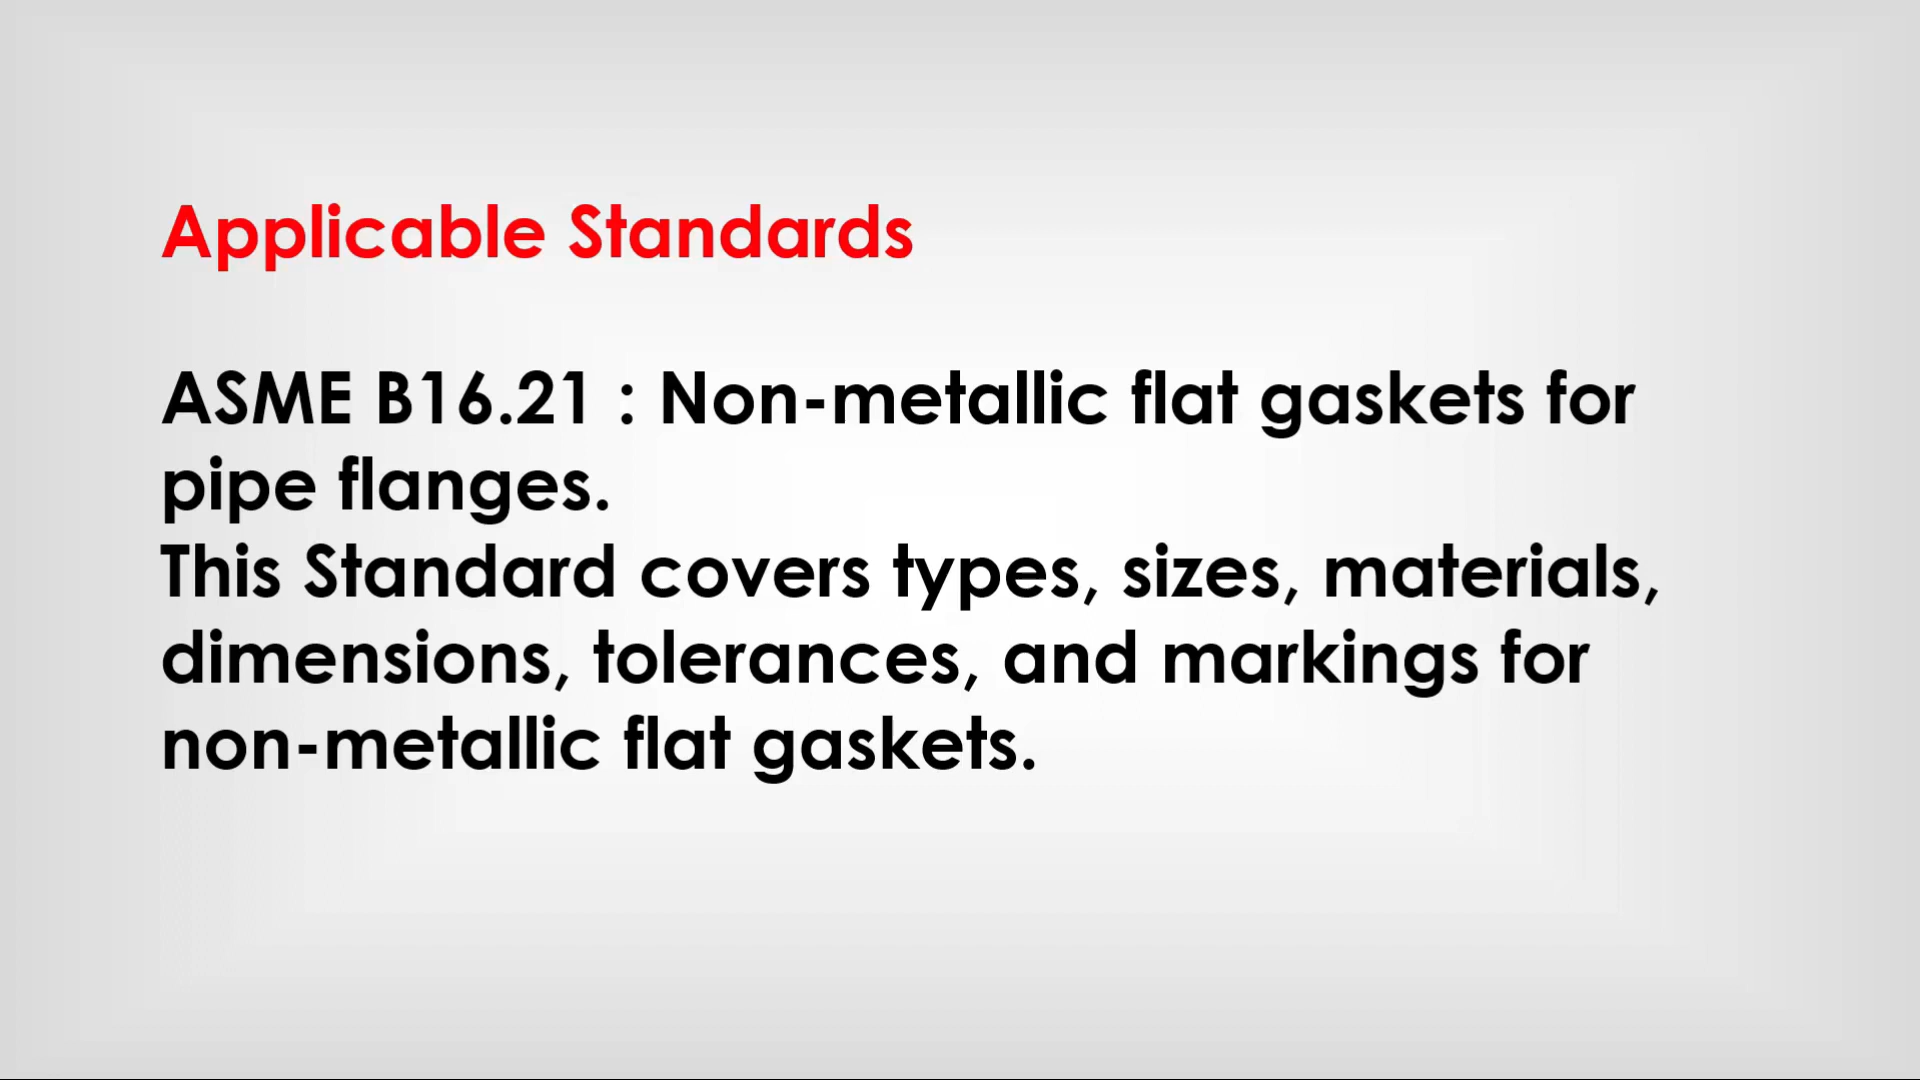 Applicable Standards
ASME B16.21 : Non-metallic flat gaskets for
pipe flanges.
This Standard covers types, sizes, materials,
dimensions, tolerances, and markings for
non-metallic flat gaskets.